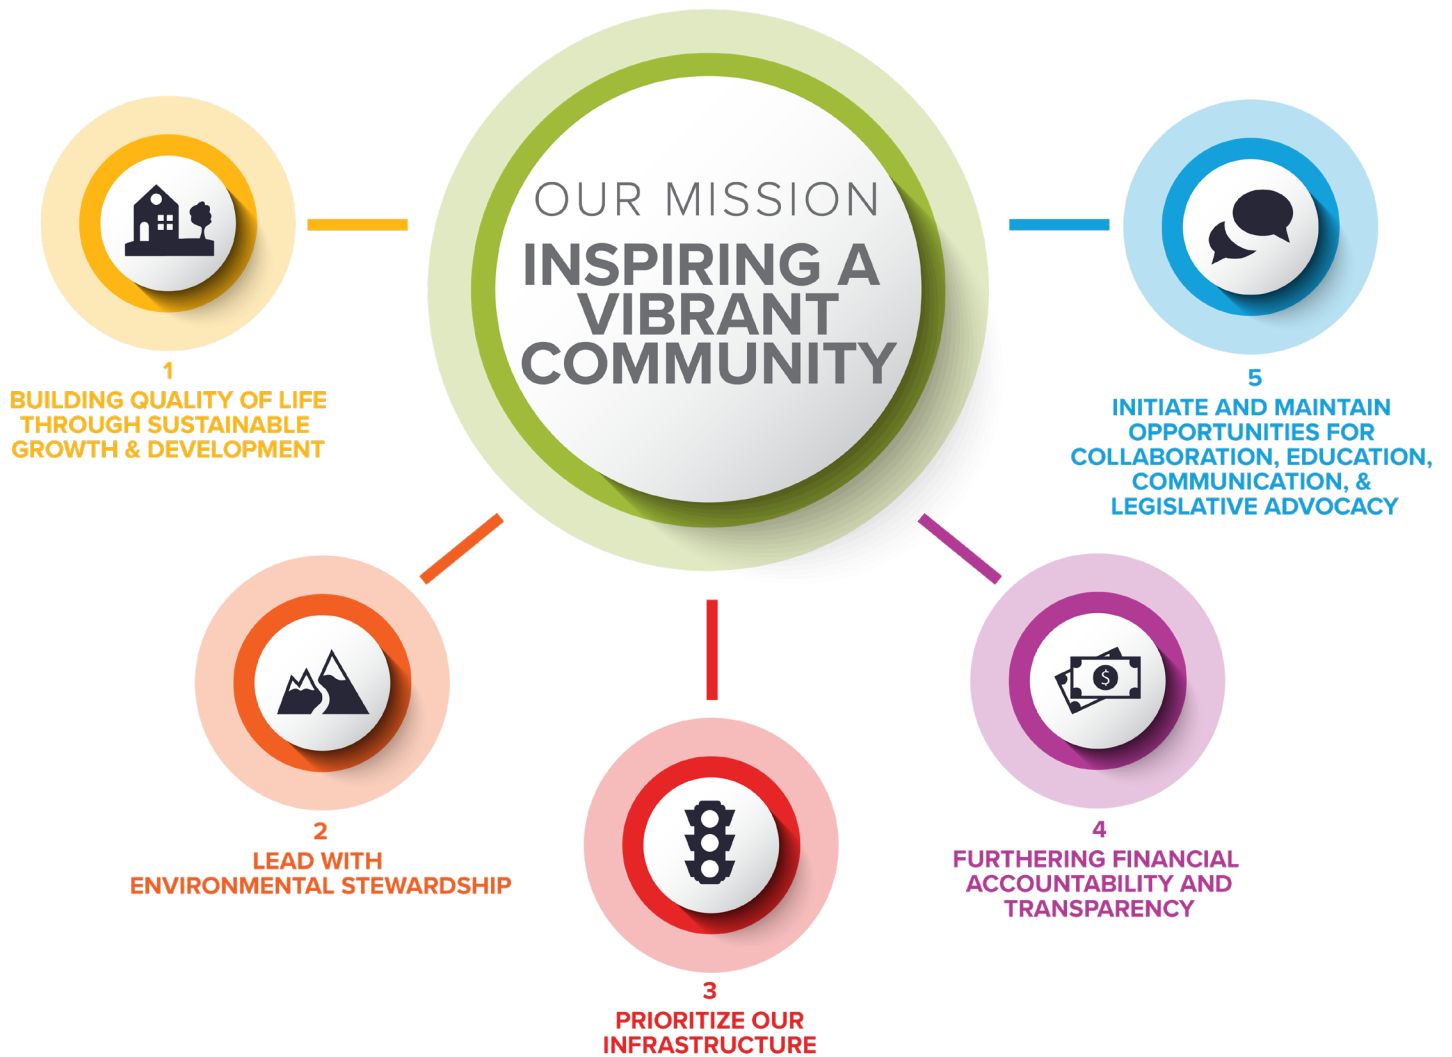 OUR MISSION
INSPIRING A
VIBRANT
COMMUNITY
1
BUILDING QUALITY OF LIFE
THROUGH SUSTAINABLE
GROWTH & DEVELOPMENT
2
LEAD WITH
ENVIRONMENTAL STEWARDSHIP
3
PRIORITIZE OUR
INFRASTRUCTURE
4
FURTHERING FINANCIAL
ACCOUNTABILITY AND
TRANSPARENCY
$
5
INITIATE AND MAINTAIN
OPPORTUNITIES FOR
COLLABORATION, EDUCATION,
COMMUNICATION, &
LEGISLATIVE ADVOCACY